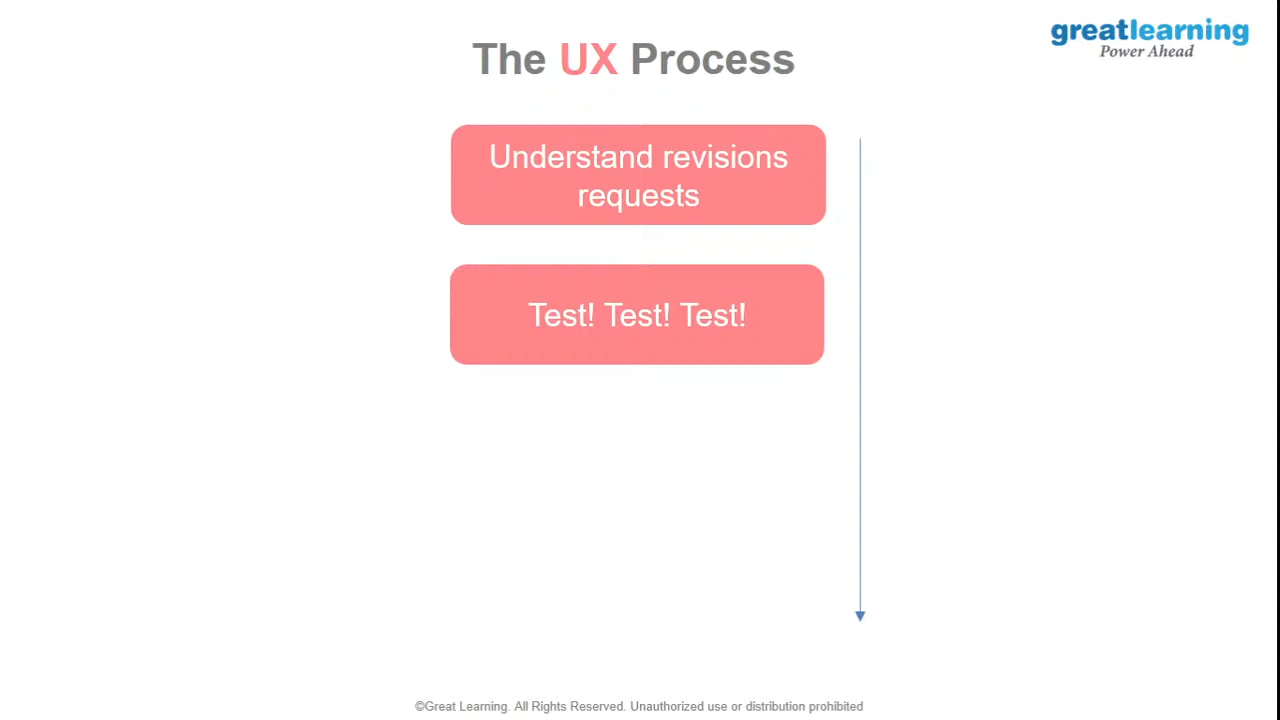 greatlearning
Power Ahead
The UX Process
Understand revisions
requests
Test! Test! Test!
©Great Learning. All Rights Reserved. Unauthorized use or distribution prohibited